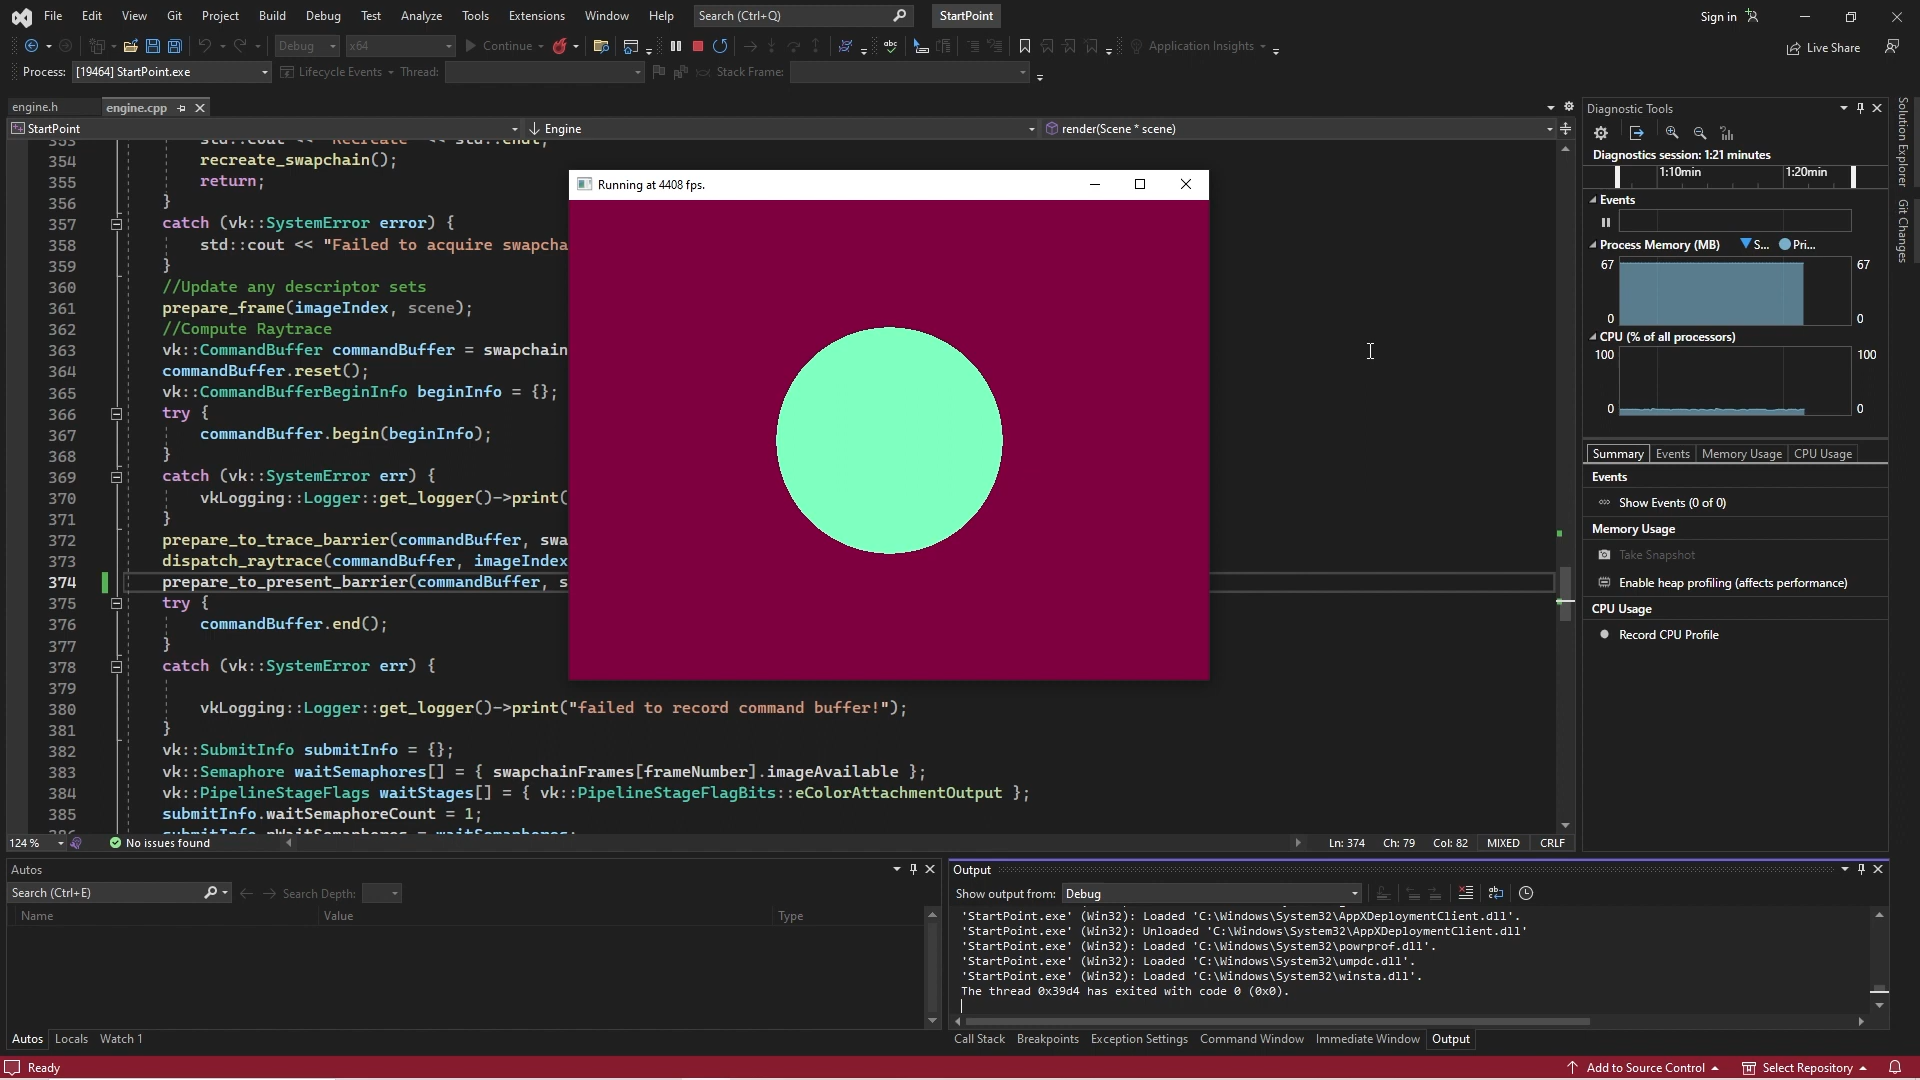 File Edit View Git Project Build Debug Test Analyze Tools Extensions Window Help Search (Ctrl+Q) StartPoint Sign in
Debug x64 Continue Application Insights Live Share
Process: [19464] StartPoint.exe Lifecycle Events Thread: Stack Frame:
engine.h engine.cpp
StartPoint Engine render(Scene * scene)
354 recreate_swapchain();
355 return;
356 }
357 catch (vk::SystemError error) {
358 std::cout << "Failed to acquire swapcha
359 }
360 //Update any descriptor sets
361 prepare_frame(imageIndex, scene);
362 //Compute Raytrace
363 vk::CommandBuffer commandBuffer = swapchain
364 commandBuffer.reset();
365 vk::CommandBufferBeginInfo beginInfo = {};
366 try {
367 commandBuffer.begin(beginInfo);
368 }
369 catch (vk::SystemError err) {
370 vkLogging::Logger::get_logger()->print(
371 }
372 prepare_to_trace_barrier(commandBuffer, swa
373 dispatch_raytrace(commandBuffer, imageIndex
374 prepare_to_present_barrier(commandBuffer, s
375 try {
376 commandBuffer.end();
377 }
378 catch (vk::SystemError err) {
379
380 vkLogging::Logger::get_logger()->print("failed to record command buffer!");
381 }
382 vk::SubmitInfo submitInfo = {};
383 vk::Semaphore waitSemaphores[] = { swapchainFrames[frameNumber].imageAvailable };
384 vk::PipelineStageFlags waitStages[] = { vk::PipelineStageFlagBits::eColorAttachmentOutput };
385 submitInfo.waitSemaphoreCount = 1;
Running at 4408 fps.
124 % No issues found Ln: 374 Ch: 79 Col: 82 MIXED CRLF
Diagnostic Tools
Diagnostics session: 1:21 minutes
1:10min 1:20min
Events
Process Memory (MB) S... Pri...
67 67
0 0
CPU (% of all processors)
100 100
0 0
Summary Events Memory Usage CPU Usage
Events
Show Events (0 of 0)
Memory Usage
Take Snapshot
Enable heap profiling (affects performance)
CPU Usage
Record CPU Profile
Solution Explorer
Git Changes
Autos
Search (Ctrl+E) Search Depth:
Name Value Type
Autos Locals Watch 1
Output
Show output from: Debug
'StartPoint.exe' (Win32): Loaded 'C:\Windows\System32\AppXDeploymentClient.dll'.
'StartPoint.exe' (Win32): Unloaded 'C:\Windows\System32\AppXDeploymentClient.dll'
'StartPoint.exe' (Win32): Loaded 'C:\Windows\System32\powrprof.dll'.
'StartPoint.exe' (Win32): Loaded 'C:\Windows\System32\umpdc.dll'.
'StartPoint.exe' (Win32): Loaded 'C:\Windows\System32\winsta.dll'.
The thread 0x39d4 has exited with code 0 (0x0).
Call Stack Breakpoints Exception Settings Command Window Immediate Window Output
Ready Add to Source Control Select Repository